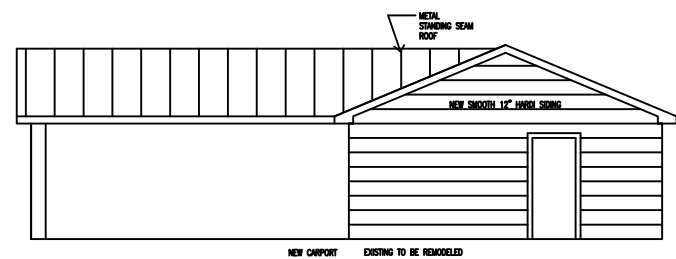 METAL
STANDING SEAM
ROOF
NEW SMOOTH 12" HARDI SIDING
NEW CARPORT
EXISTING TO BE REMODELED